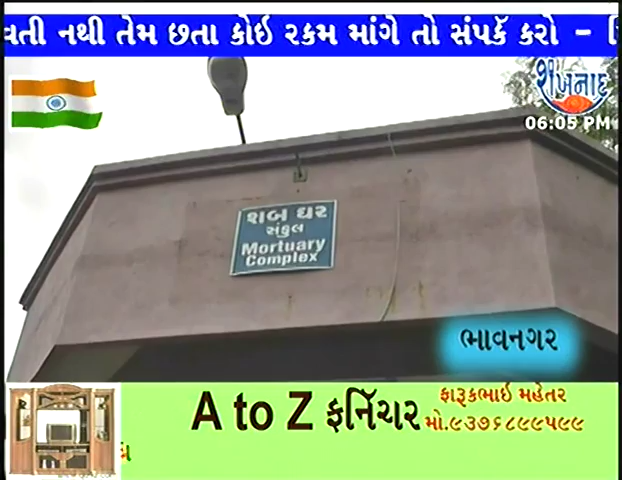 વતી નથી તેમ છતા કોઇ રકમ માંગે તો સંપર્ક કરો -
શંખનાદ
06:05 PM
શબ ઘર
સંકુલ
Mortuary
Complex
ભાવનગર
A to Z ફર્નિચર
ફારૂકભાઇ મહેતર
મો.૯૩૭૬૮૯૯૫૯૯